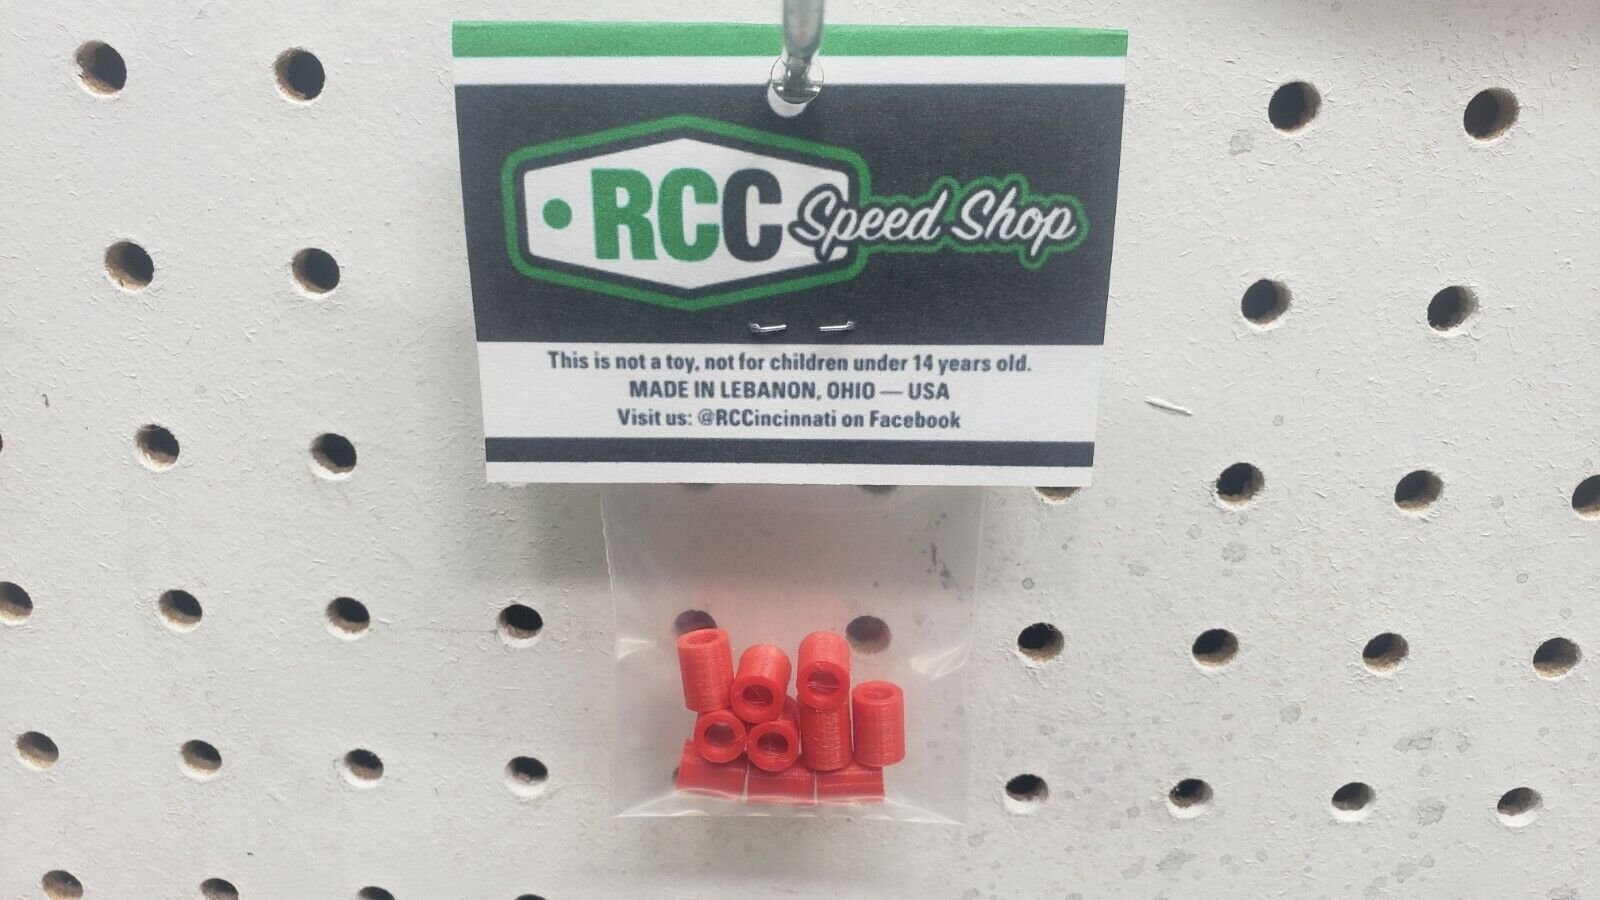 RCC Speed Shop
This is not a toy, not for children under 14 years old.
MADE IN LEBANON, OHIO — USA
Visit us: @RCCincinnati on Facebook